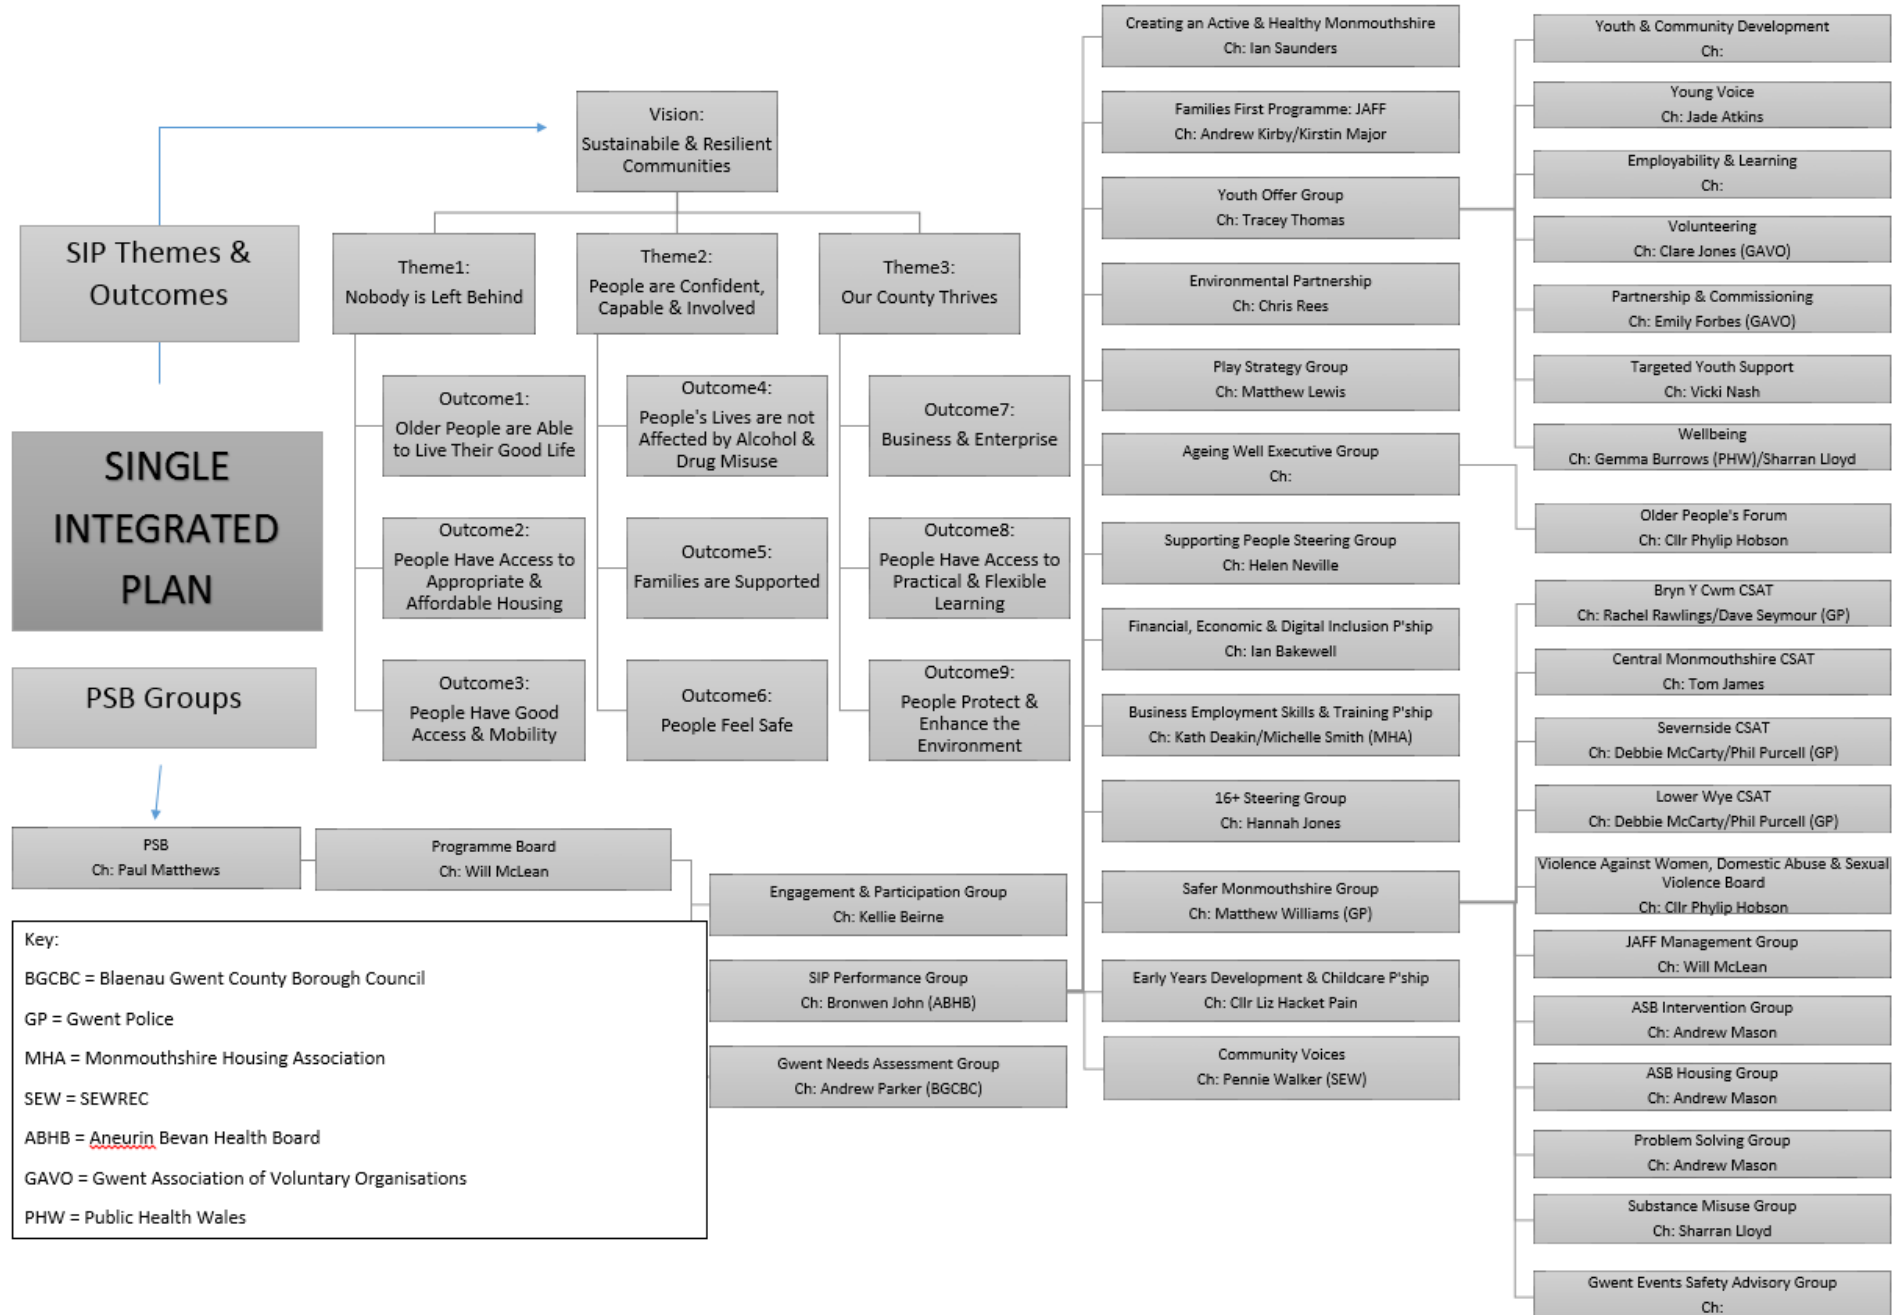 SIP Themes &
Outcomes
SINGLE
INTEGRATED
PLAN
PSB Groups
Vision:
Sustainabile & Resilient
Communities
Theme1:
Nobody is Left Behind
Theme2:
People are Confident,
Capable & Involved
Theme3:
Our County Thrives
Outcome1:
Older People are Able
to Live Their Good Life
Outcome2:
People Have Access to
Appropriate &
Affordable Housing
Outcome3:
People Have Good
Access & Mobility
Outcome4:
People's Lives are not
Affected by Alcohol &
Drug Misuse
Outcome5:
Families are Supported
Outcome6:
People Feel Safe
Outcome7:
Business & Enterprise
Outcome8:
People Have Access to
Practical & Flexible
Learning
Outcome9:
People Protect &
Enhance the
Environment
PSB
Ch: Paul Matthews
Programme Board
Ch: Will McLean
Engagement & Participation Group
Ch: Kellie Beirne
SIP Performance Group
Ch: Bronwen John (ABHB)
Gwent Needs Assessment Group
Ch: Andrew Parker (BGCBC)
Key:
BGCBC = Blaenau Gwent County Borough Council
GP = Gwent Police
MHA = Monmouthshire Housing Association
SEW = SEWREC
ABHB = Aneurin Bevan Health Board
GAVO = Gwent Association of Voluntary Organisations
PHW = Public Health Wales
Creating an Active & Healthy Monmouthshire
Ch: Ian Saunders
Families First Programme: JAFF
Ch: Andrew Kirby/Kirstin Major
Youth Offer Group
Ch: Tracey Thomas
Environmental Partnership
Ch: Chris Rees
Play Strategy Group
Ch: Matthew Lewis
Ageing Well Executive Group
Ch:
Supporting People Steering Group
Ch: Helen Neville
Financial, Economic & Digital Inclusion P'ship
Ch: Ian Bakewell
Business Employment Skills & Training P'ship
Ch: Kath Deakin/Michelle Smith (MHA)
16+ Steering Group
Ch: Hannah Jones
Safer Monmouthshire Group
Ch: Matthew Williams (GP)
Early Years Development & Childcare P'ship
Ch: Cllr Liz Hacket Pain
Community Voices
Ch: Pennie Walker (SEW)
Youth & Community Development
Ch:
Young Voice
Ch: Jade Atkins
Employability & Learning
Ch:
Volunteering
Ch: Clare Jones (GAVO)
Partnership & Commissioning
Ch: Emily Forbes (GAVO)
Targeted Youth Support
Ch: Vicki Nash
Wellbeing
Ch: Gemma Burrows (PHW)/Sharran Lloyd
Older People's Forum
Ch: Cllr Phylip Hobson
Bryn Y Cwm CSAT
Ch: Rachel Rawlings/Dave Seymour (GP)
Central Monmouthshire CSAT
Ch: Tom James
Severnside CSAT
Ch: Debbie McCarty/Phil Purcell (GP)
Lower Wye CSAT
Ch: Debbie McCarty/Phil Purcell (GP)
Violence Against Women, Domestic Abuse & Sexual
Violence Board
Ch: Cllr Phylip Hobson
JAFF Management Group
Ch: Will McLean
ASB Intervention Group
Ch: Andrew Mason
ASB Housing Group
Ch: Andrew Mason
Problem Solving Group
Ch: Andrew Mason
Substance Misuse Group
Ch: Sharran Lloyd
Gwent Events Safety Advisory Group
Ch: